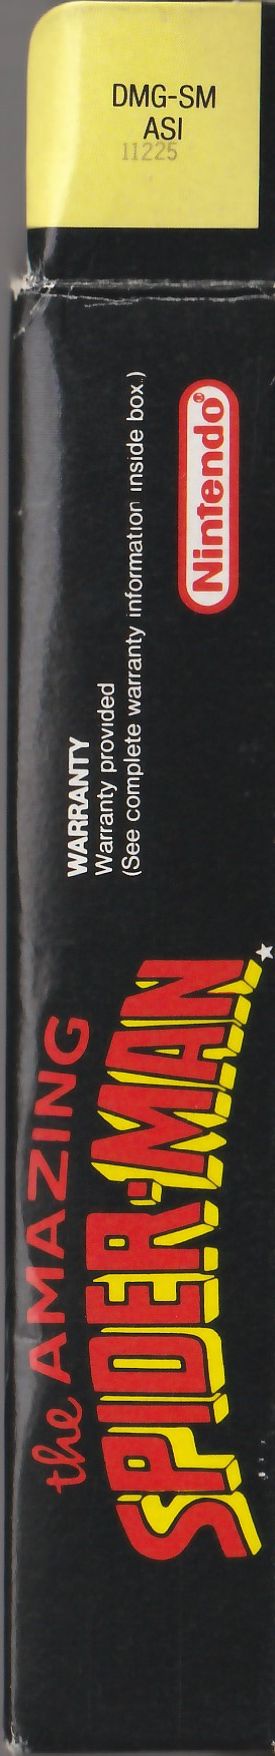 DMG-SM
ASI
11225
Nintendo®
WARRANTY
Warranty provided
(See complete warranty information inside box.)
the AMAZING
SPIDER-MAN